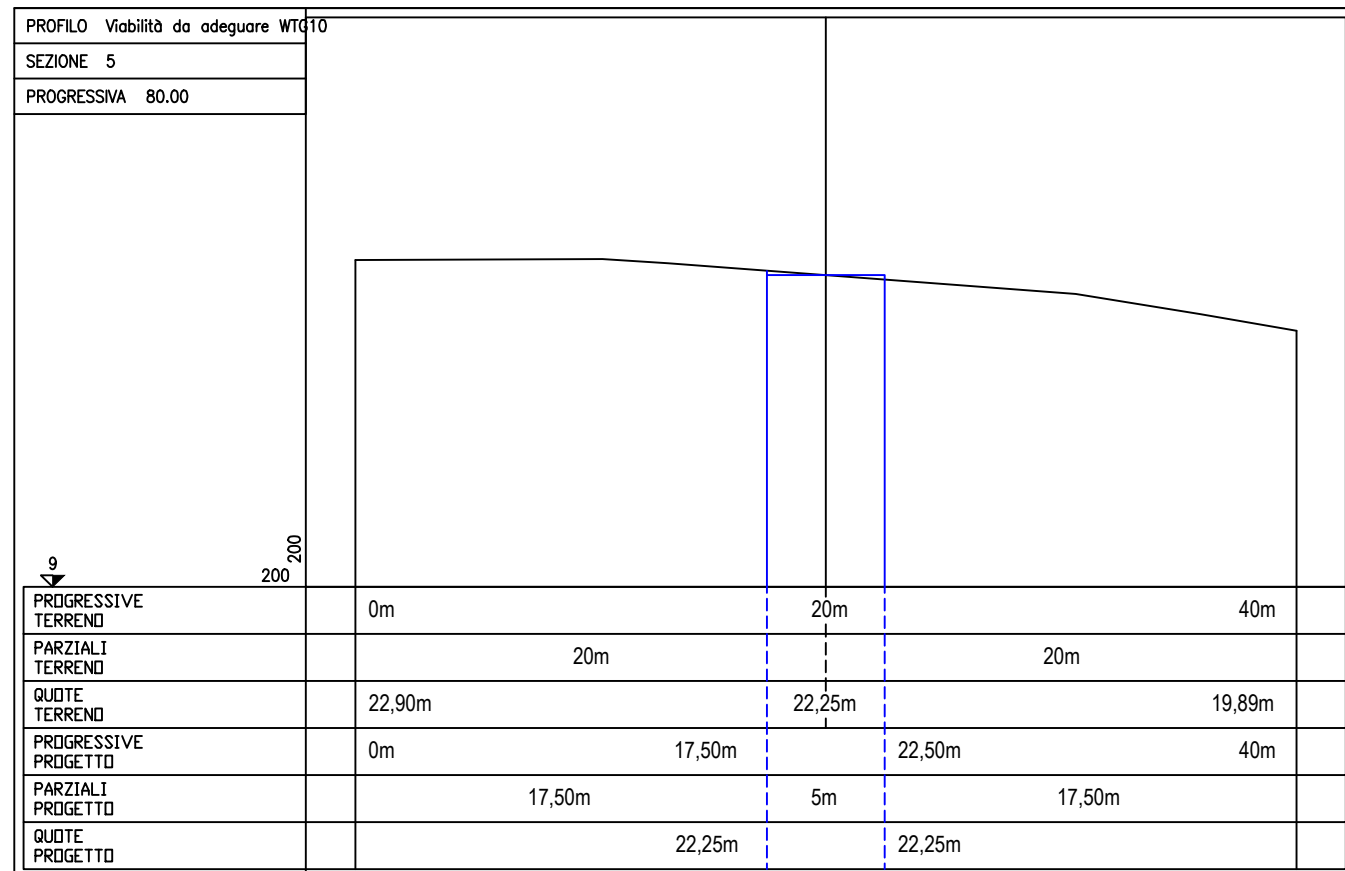 PROFILO Viabilità da adeguare WTG10
SEZIONE 5
PROGRESSIVA 80.00
9
200
200
PROGRESSIVE
TERRENO
0m 20m 40m
PARZIALI
TERRENO
20m 20m
QUOTE
TERRENO
22,90m 22,25m 19,89m
PROGRESSIVE
PROGETTO
0m 17,50m 22,50m 40m
PARZIALI
PROGETTO
17,50m 5m 17,50m
QUOTE
PROGETTO
22,25m 22,25m